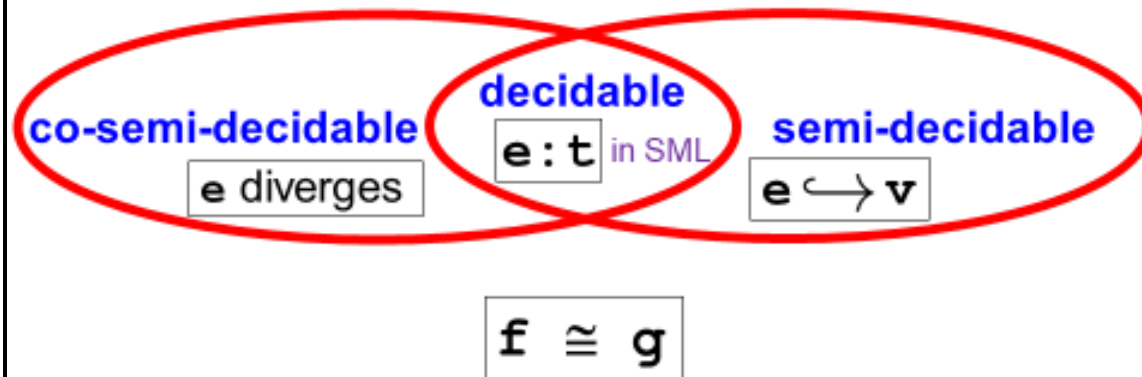 decidable
co-semi-decidable
e : t in SML
semi-decidable
e diverges
e ↪ v
f ≅ g